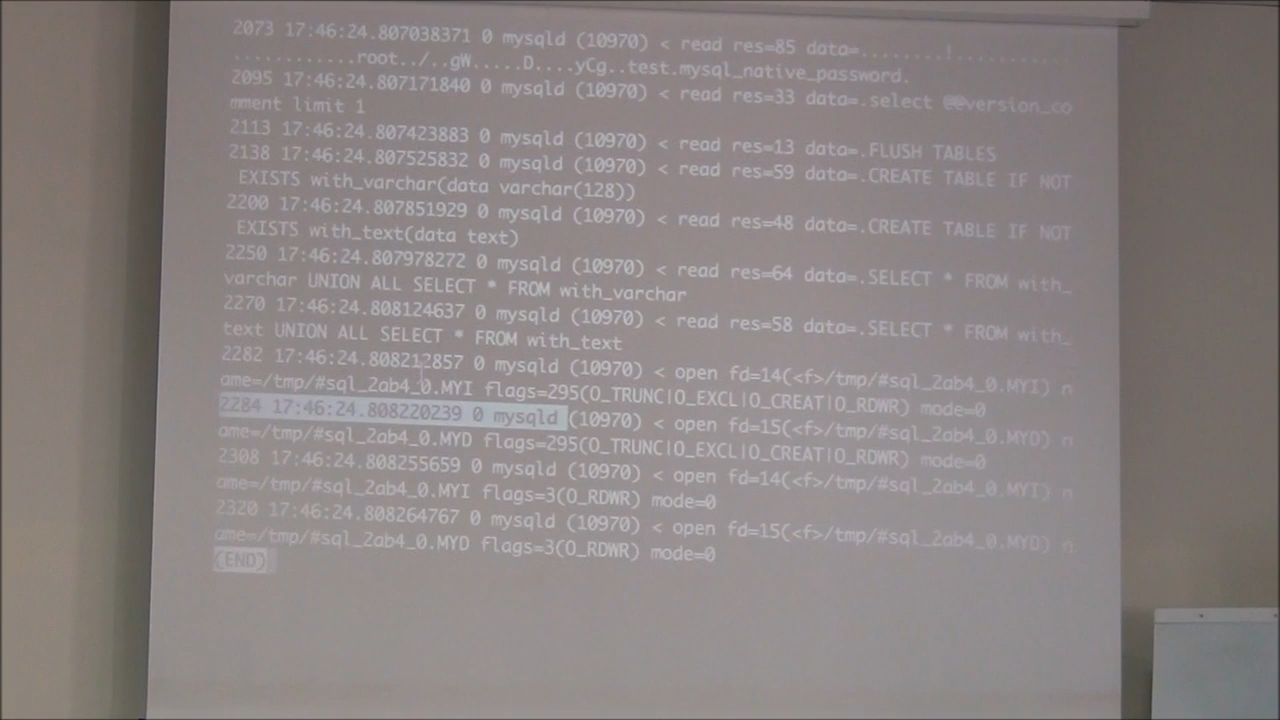 2073 17:46:24.807038371 0 mysqld (10970) < read res=85 data=........!............
............root../..gW.....D....yCg..test.mysql_native_password.
2095 17:46:24.807171840 0 mysqld (10970) < read res=33 data=.select @@version_co
mment limit 1
2113 17:46:24.807423883 0 mysqld (10970) < read res=13 data=.FLUSH TABLES
2138 17:46:24.807525832 0 mysqld (10970) < read res=59 data=.CREATE TABLE IF NOT
EXISTS with_varchar(data varchar(128))
2200 17:46:24.807851929 0 mysqld (10970) < read res=48 data=.CREATE TABLE IF NOT
EXISTS with_text(data text)
2250 17:46:24.807978272 0 mysqld (10970) < read res=64 data=.SELECT * FROM with_
varchar UNION ALL SELECT * FROM with_varchar
2270 17:46:24.808124637 0 mysqld (10970) < read res=58 data=.SELECT * FROM with_
text UNION ALL SELECT * FROM with_text
2282 17:46:24.808212857 0 mysqld (10970) < open fd=14(<f>/tmp/#sql_2ab4_0.MYI) n
ame=/tmp/#sql_2ab4_0.MYI flags=295(O_TRUNC|O_EXCL|O_CREAT|O_RDWR) mode=0
2284 17:46:24.808220239 0 mysqld (10970) < open fd=15(<f>/tmp/#sql_2ab4_0.MYD) n
ame=/tmp/#sql_2ab4_0.MYD flags=295(O_TRUNC|O_EXCL|O_CREAT|O_RDWR) mode=0
2308 17:46:24.808255659 0 mysqld (10970) < open fd=14(<f>/tmp/#sql_2ab4_0.MYI) n
ame=/tmp/#sql_2ab4_0.MYI flags=3(O_RDWR) mode=0
2320 17:46:24.808264767 0 mysqld (10970) < open fd=15(<f>/tmp/#sql_2ab4_0.MYD) n
ame=/tmp/#sql_2ab4_0.MYD flags=3(O_RDWR) mode=0
(END)